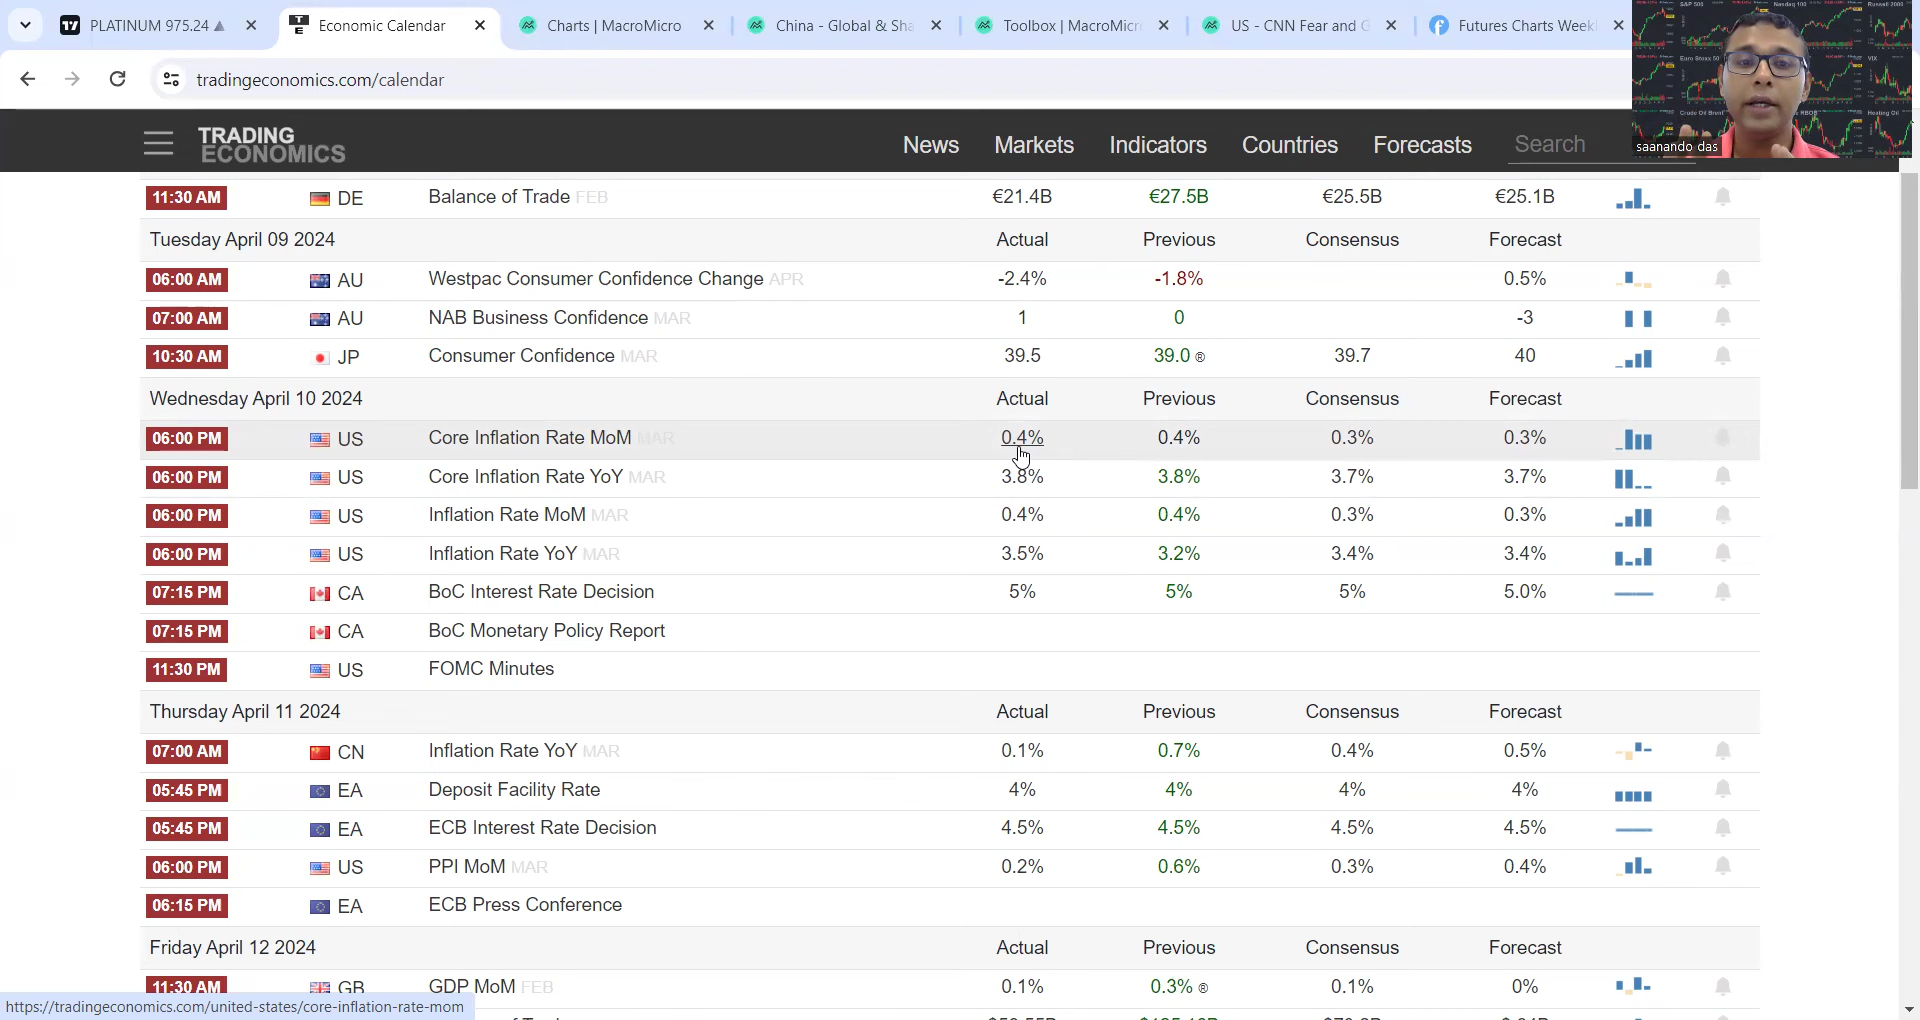 PLATINUM 975.24 ▲
Economic Calendar
Charts | MacroMicro
China - Global & Sha
Toolbox | MacroMicr
US - CNN Fear and G
Futures Charts Week
tradingeconomics.com/calendar
TRADING
ECONOMICS
News Markets Indicators Countries Forecasts Search
saanando das
11:30 AM DE Balance of Trade FEB €21.4B €27.5B €25.5B €25.1B
Tuesday April 09 2024 Actual Previous Consensus Forecast
06:00 AM AU Westpac Consumer Confidence Change APR -2.4% -1.8% 0.5%
07:00 AM AU NAB Business Confidence MAR 1 0 -3
10:30 AM JP Consumer Confidence MAR 39.5 39.0 ® 39.7 40
Wednesday April 10 2024 Actual Previous Consensus Forecast
06:00 PM US Core Inflation Rate MoM MAR 0.4% 0.4% 0.3% 0.3%
06:00 PM US Core Inflation Rate YoY MAR 3.8% 3.8% 3.7% 3.7%
06:00 PM US Inflation Rate MoM MAR 0.4% 0.4% 0.3% 0.3%
06:00 PM US Inflation Rate YoY MAR 3.5% 3.2% 3.4% 3.4%
07:15 PM CA BoC Interest Rate Decision 5% 5% 5% 5.0%
07:15 PM CA BoC Monetary Policy Report
11:30 PM US FOMC Minutes
Thursday April 11 2024 Actual Previous Consensus Forecast
07:00 AM CN Inflation Rate YoY MAR 0.1% 0.7% 0.4% 0.5%
05:45 PM EA Deposit Facility Rate 4% 4% 4% 4%
05:45 PM EA ECB Interest Rate Decision 4.5% 4.5% 4.5% 4.5%
06:00 PM US PPI MoM MAR 0.2% 0.6% 0.3% 0.4%
06:15 PM EA ECB Press Conference
Friday April 12 2024 Actual Previous Consensus Forecast
11:30 AM GB GDP MoM FEB 0.1% 0.3% ® 0.1% 0%
https://tradingeconomics.com/united-states/core-inflation-rate-mom